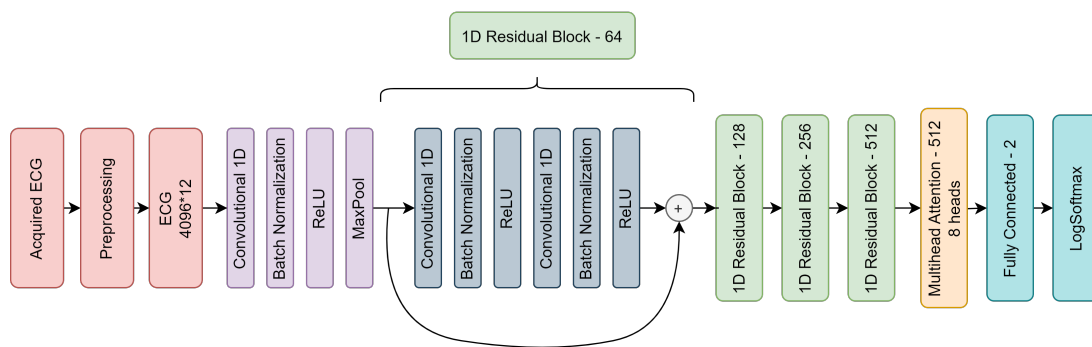 1D Residual Block - 64
Acquired ECG
Preprocessing
ECG
4096*12
Convolutional 1D
Batch Normalization
ReLU
MaxPool
Convolutional 1D
Batch Normalization
ReLU
Convolutional 1D
Batch Normalization
ReLU
+
1D Residual Block - 128
1D Residual Block - 256
1D Residual Block - 512
Multihead Attention - 512
8 heads
Fully Connected - 2
LogSoftmax